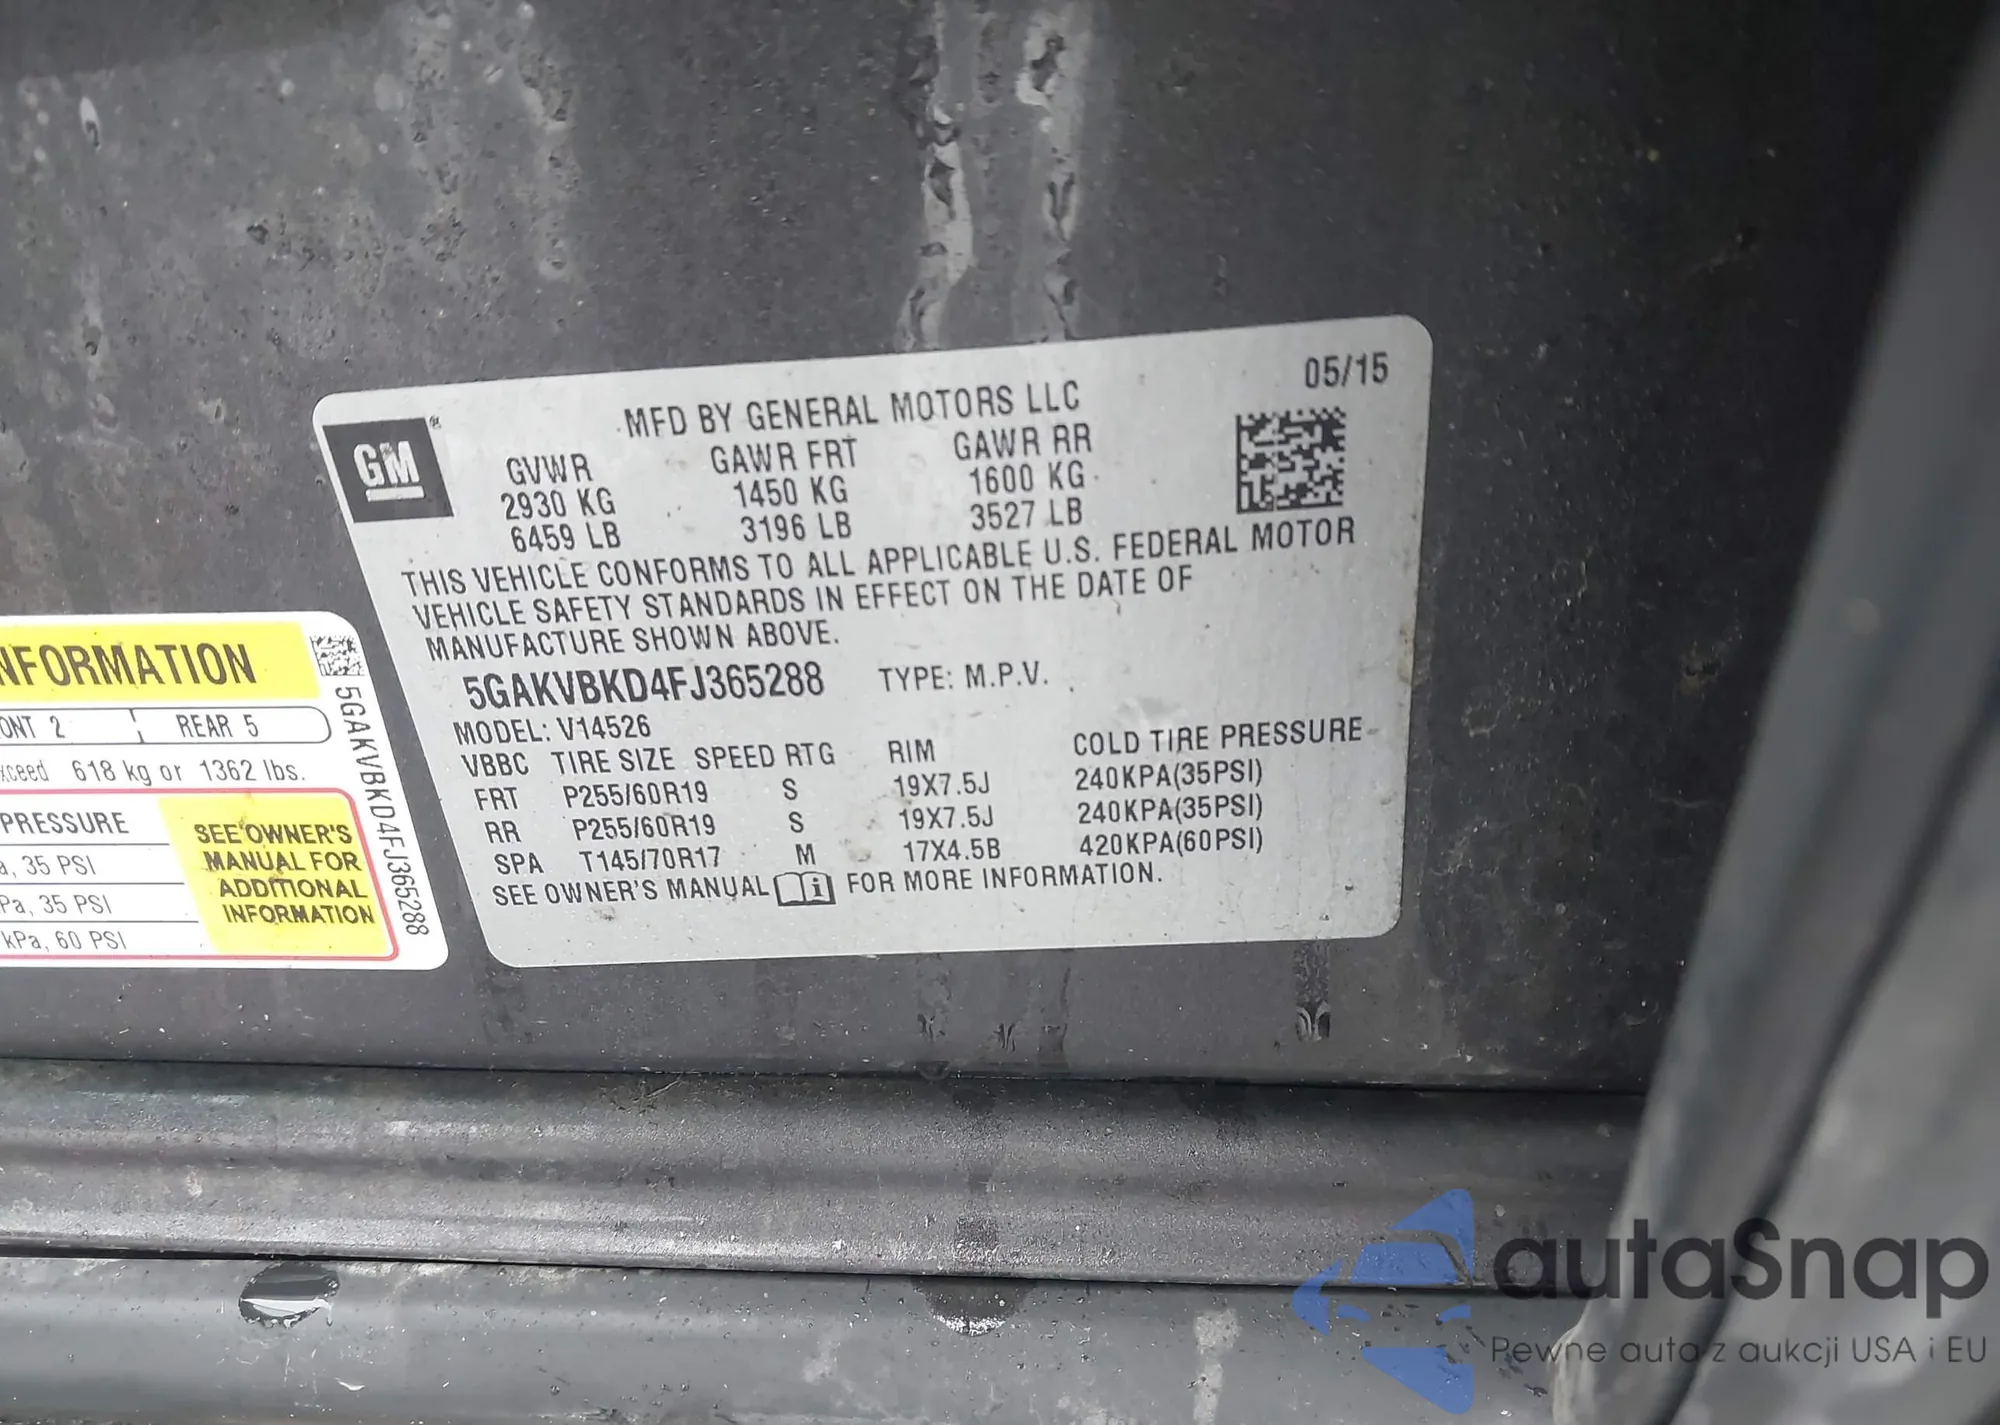 05/15
MFD BY GENERAL MOTORS LLC
GM®
GVWR GAWR FRT GAWR RR
2930 KG 1450 KG 1600 KG
6459 LB 3196 LB 3527 LB
THIS VEHICLE CONFORMS TO ALL APPLICABLE U.S. FEDERAL MOTOR
VEHICLE SAFETY STANDARDS IN EFFECT ON THE DATE OF
MANUFACTURE SHOWN ABOVE.
5GAKVBKD4FJ365288 TYPE: M.P.V.
MODEL: V14526
VBBC TIRE SIZE SPEED RTG RIM COLD TIRE PRESSURE
FRT P255/60R19 S 19X7.5J 240KPA(35PSI)
RR P255/60R19 S 19X7.5J 240KPA(35PSI)
SPA T145/70R17 M 17X4.5B 420KPA(60PSI)
SEE OWNER'S MANUAL i FOR MORE INFORMATION.
NFORMATION
ONT 2 REAR 5
xceed 618 kg or 1362 lbs.
PRESSURE
a, 35 PSI
Pa, 35 PSI
kPa, 60 PSI
SEE OWNER'S
MANUAL FOR
ADDITIONAL
INFORMATION
5GAKVBKD4FJ365288
autaSnap
Pewne auta z aukcji USA i EU